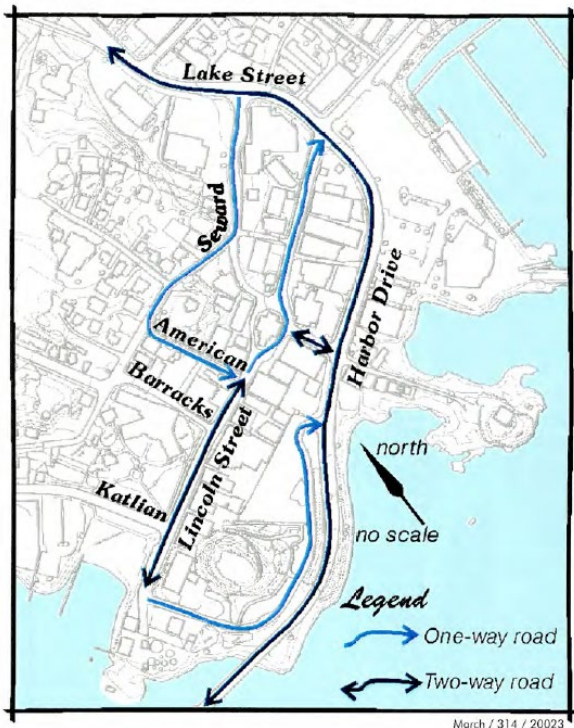 Lake Street
Seward
Harbor Drive
American
Barracks
Lincoln Street
Katlian
north
no scale
Legend
One-way road
Two-way road
March / 314 / 20023